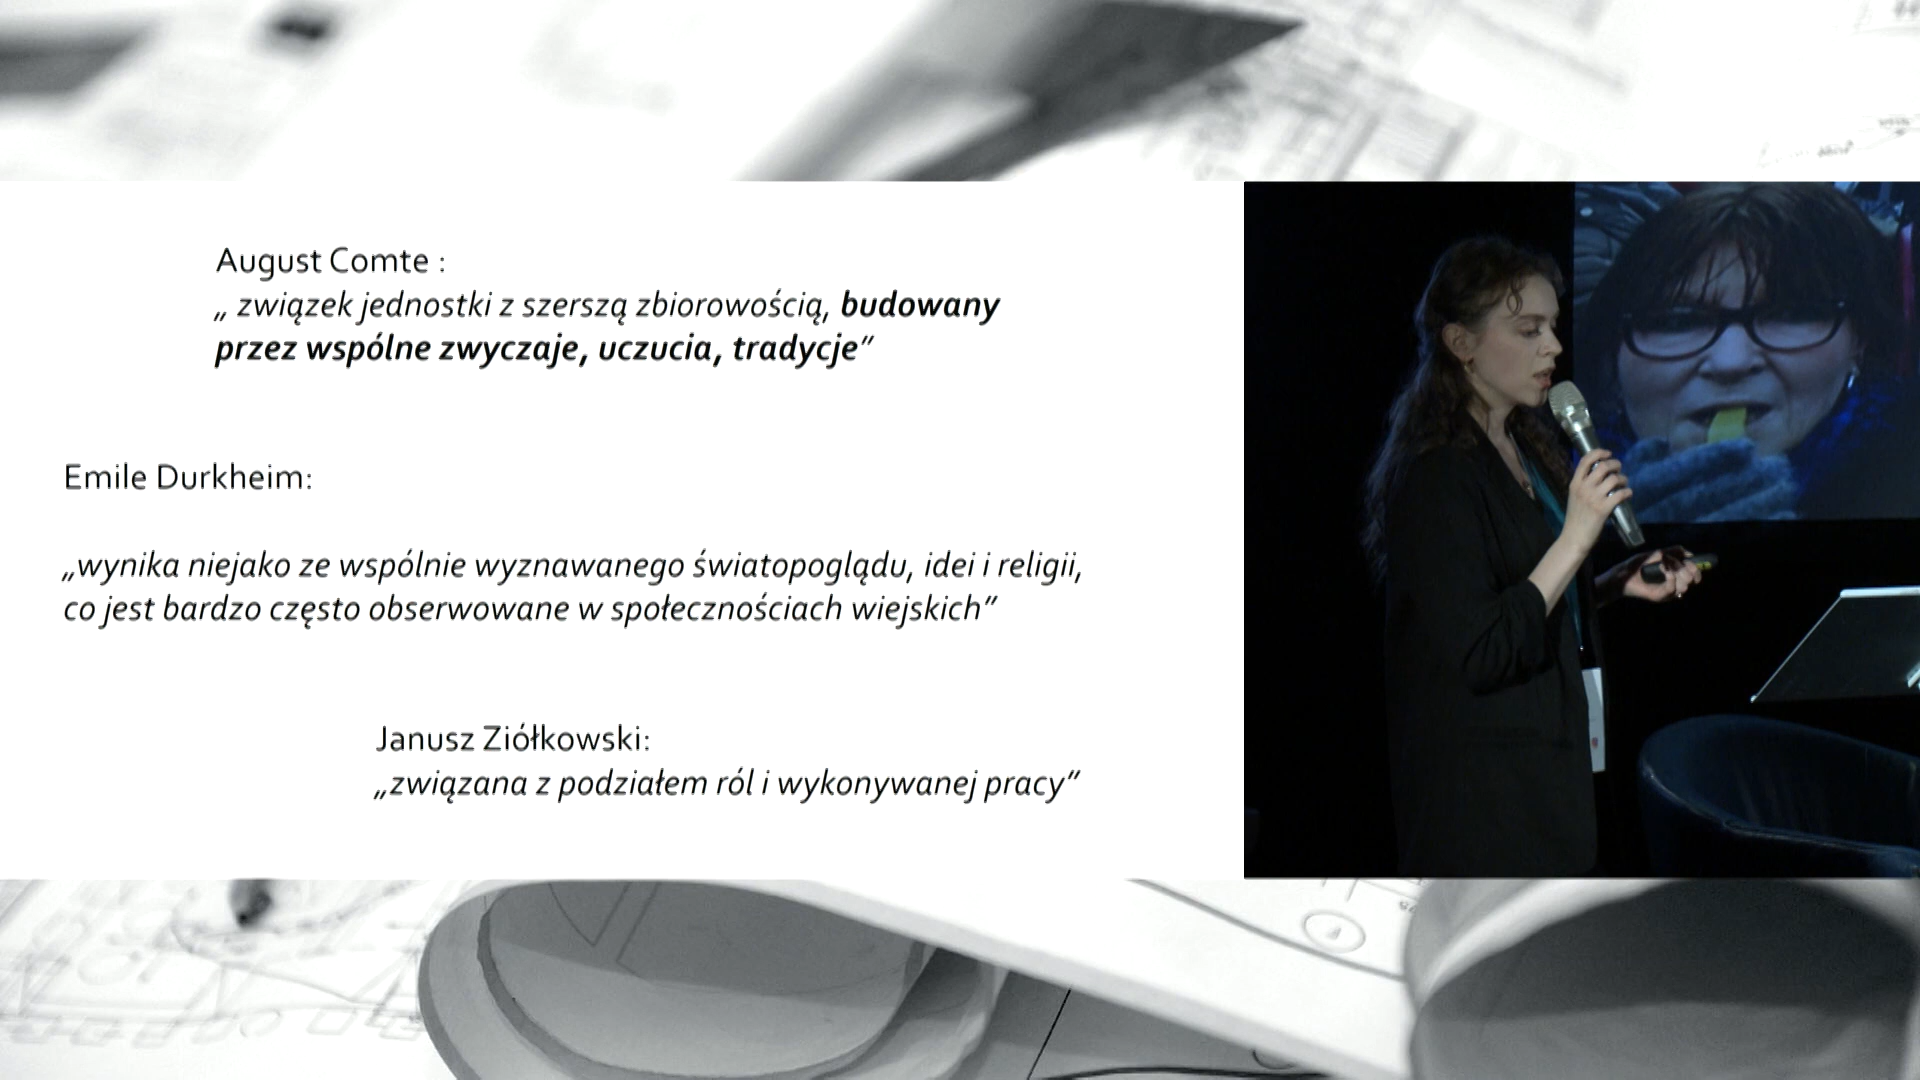 August Comte :
„ związek jednostki z szerszą zbiorowością, budowany
przez wspólne zwyczaje, uczucia, tradycje”
Emile Durkheim:
„wynika niejako ze wspólnie wyznawanego światopoglądu, idei i religii,
co jest bardzo często obserwowane w społecznościach wiejskich”
Janusz Ziółkowski:
„związana z podziałem ról i wykonywanej pracy”